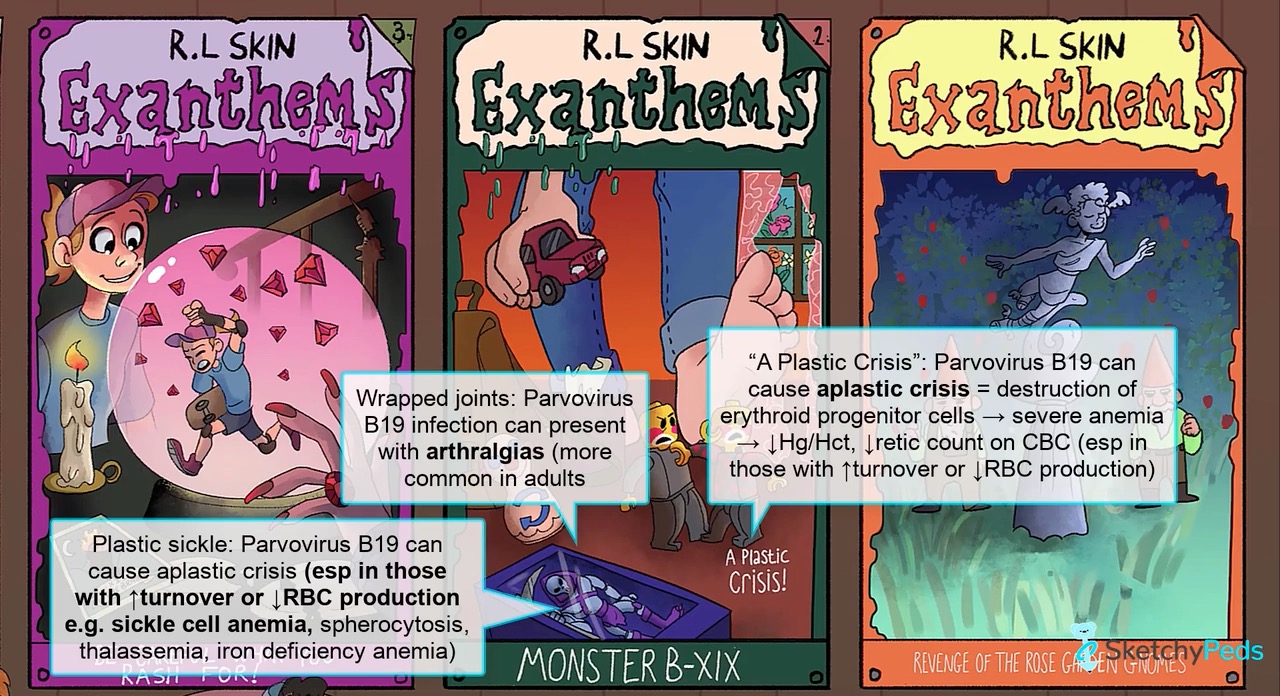 R.L SKIN
Exanthems
3
R.L SKIN
Exanthems
2
R.L SKIN
Exanthems
"A Plastic Crisis": Parvovirus B19 can
cause aplastic crisis = destruction of
erythroid progenitor cells → severe anemia
→ ↓Hg/Hct, ↓retic count on CBC (esp in
those with ↑turnover or ↓RBC production)
Wrapped joints: Parvovirus
B19 infection can present
with arthralgias (more
common in adults
Plastic sickle: Parvovirus B19 can
cause aplastic crisis (esp in those
with ↑turnover or ↓RBC production
e.g. sickle cell anemia, spherocytosis,
thalassemia, iron deficiency anemia)
A Plastic
Crisis!
RASH FOR!
MONSTER B-XIX
REVENGE OF THE ROSE GARDEN GNOMES
SketchyPeds